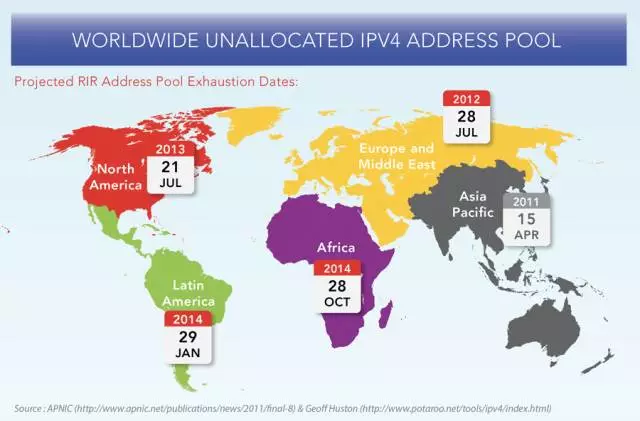 WORLDWIDE UNALLOCATED IPV4 ADDRESS POOL
Projected RIR Address Pool Exhaustion Dates:
2012
28
JUL
Europe and
Middle East
2013
21
JUL
North
America
Asia
Pacific
2011
15
APR
Africa
2014
28
OCT
Latin
America
2014
29
JAN
Source : APNIC (http://www.apnic.net/publications/news/2011/final-8) & Geoff Huston (http://www.potaroo.net/tools/ipv4/index.html)